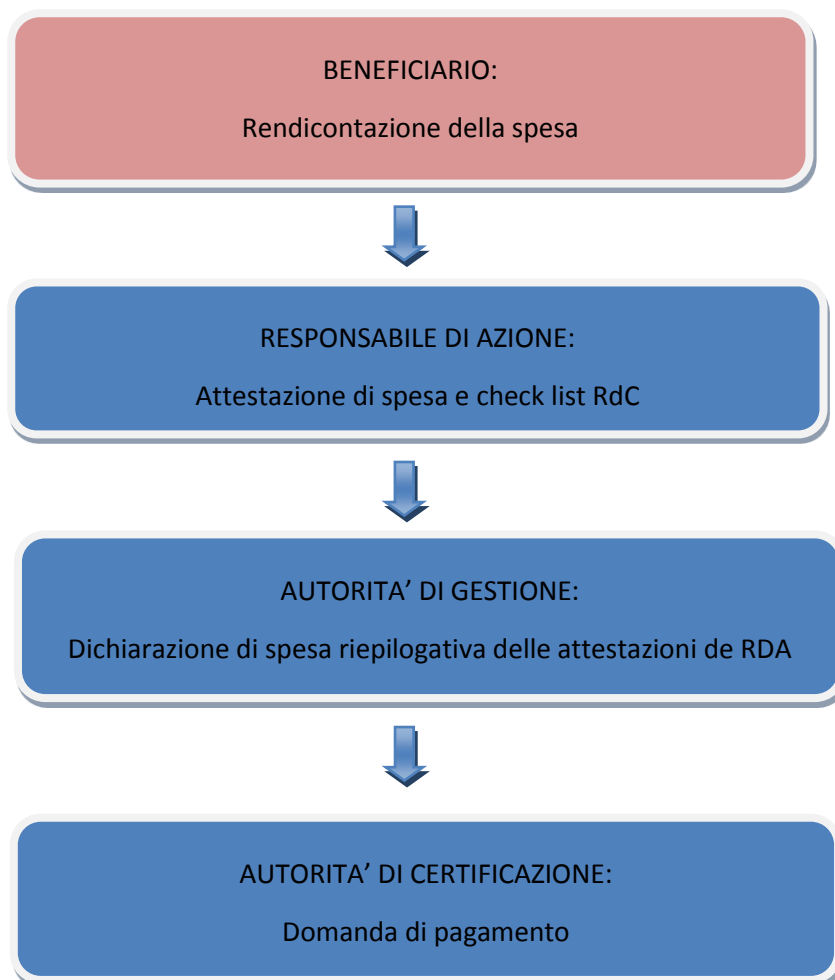 BENEFICIARIO:
Rendicontazione della spesa
RESPONSABILE DI AZIONE:
Attestazione di spesa e check list RdC
AUTORITA’ DI GESTIONE:
Dichiarazione di spesa riepilogativa delle attestazioni de RDA
AUTORITA’ DI CERTIFICAZIONE:
Domanda di pagamento